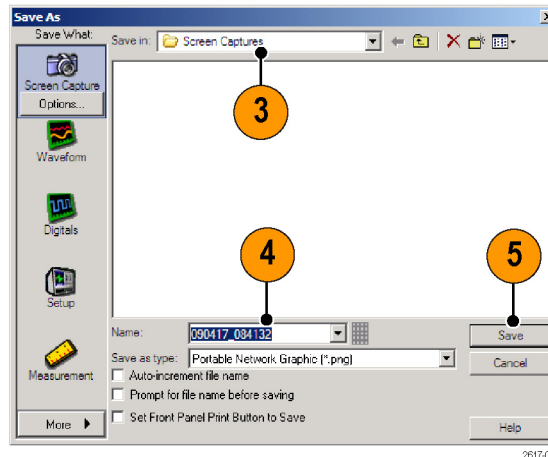 Save As
Save What:
Save in: Screen Captures
3
Screen Capture
Options...
Waveform
Digitals
4
5
Setup
Name: 090417_084132
Save
Save as type: Portable Network Graphic (*.png)
Cancel
Measurement
Auto-increment file name
Prompt for file name before saving
Set Front Panel Print Button to Save
More
Help